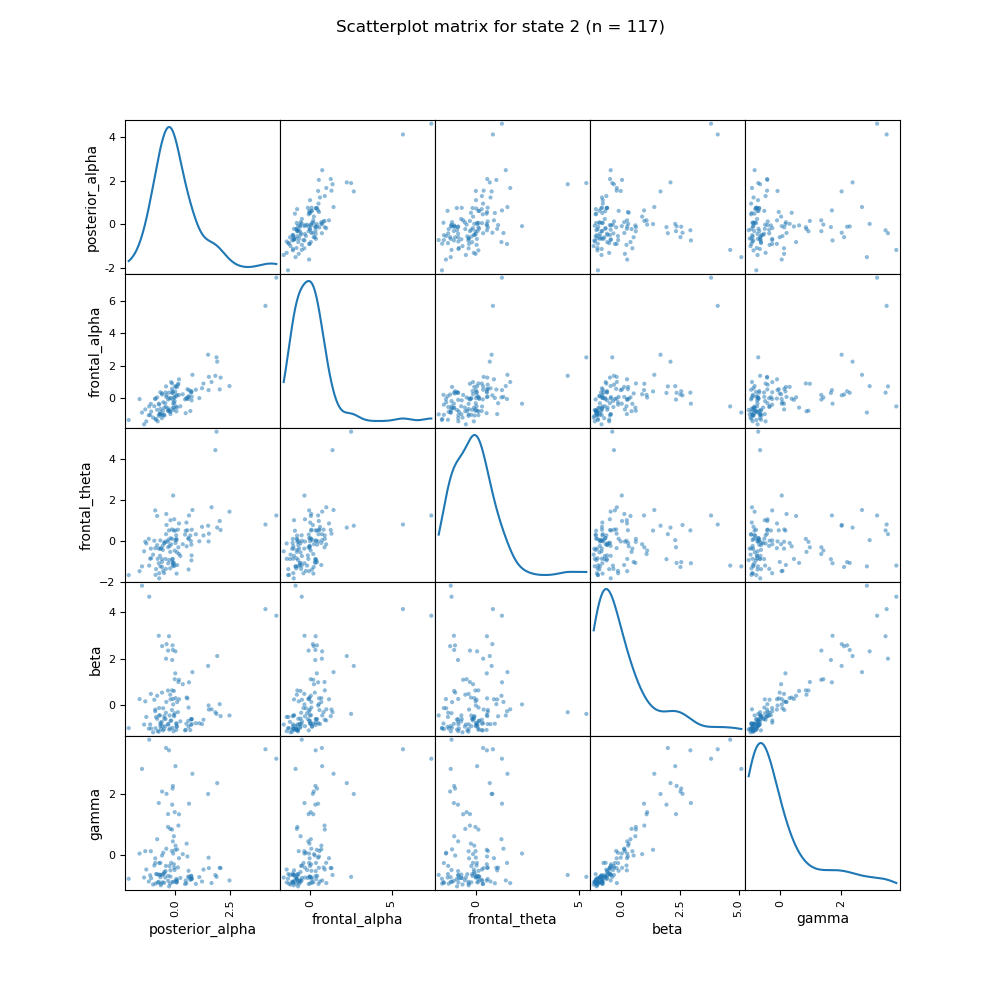 Scatterplot matrix for state 2 (n = 117)
posterior_alpha
4
2
0
-2
frontal_alpha
6
4
2
0
frontal_theta
4
2
0
−2
beta
4
2
0
gamma
2
0
0.0
2.5
0
5
0
5
0.0
2.5
5.0
0
2
posterior_alpha
frontal_alpha
frontal_theta
beta
gamma